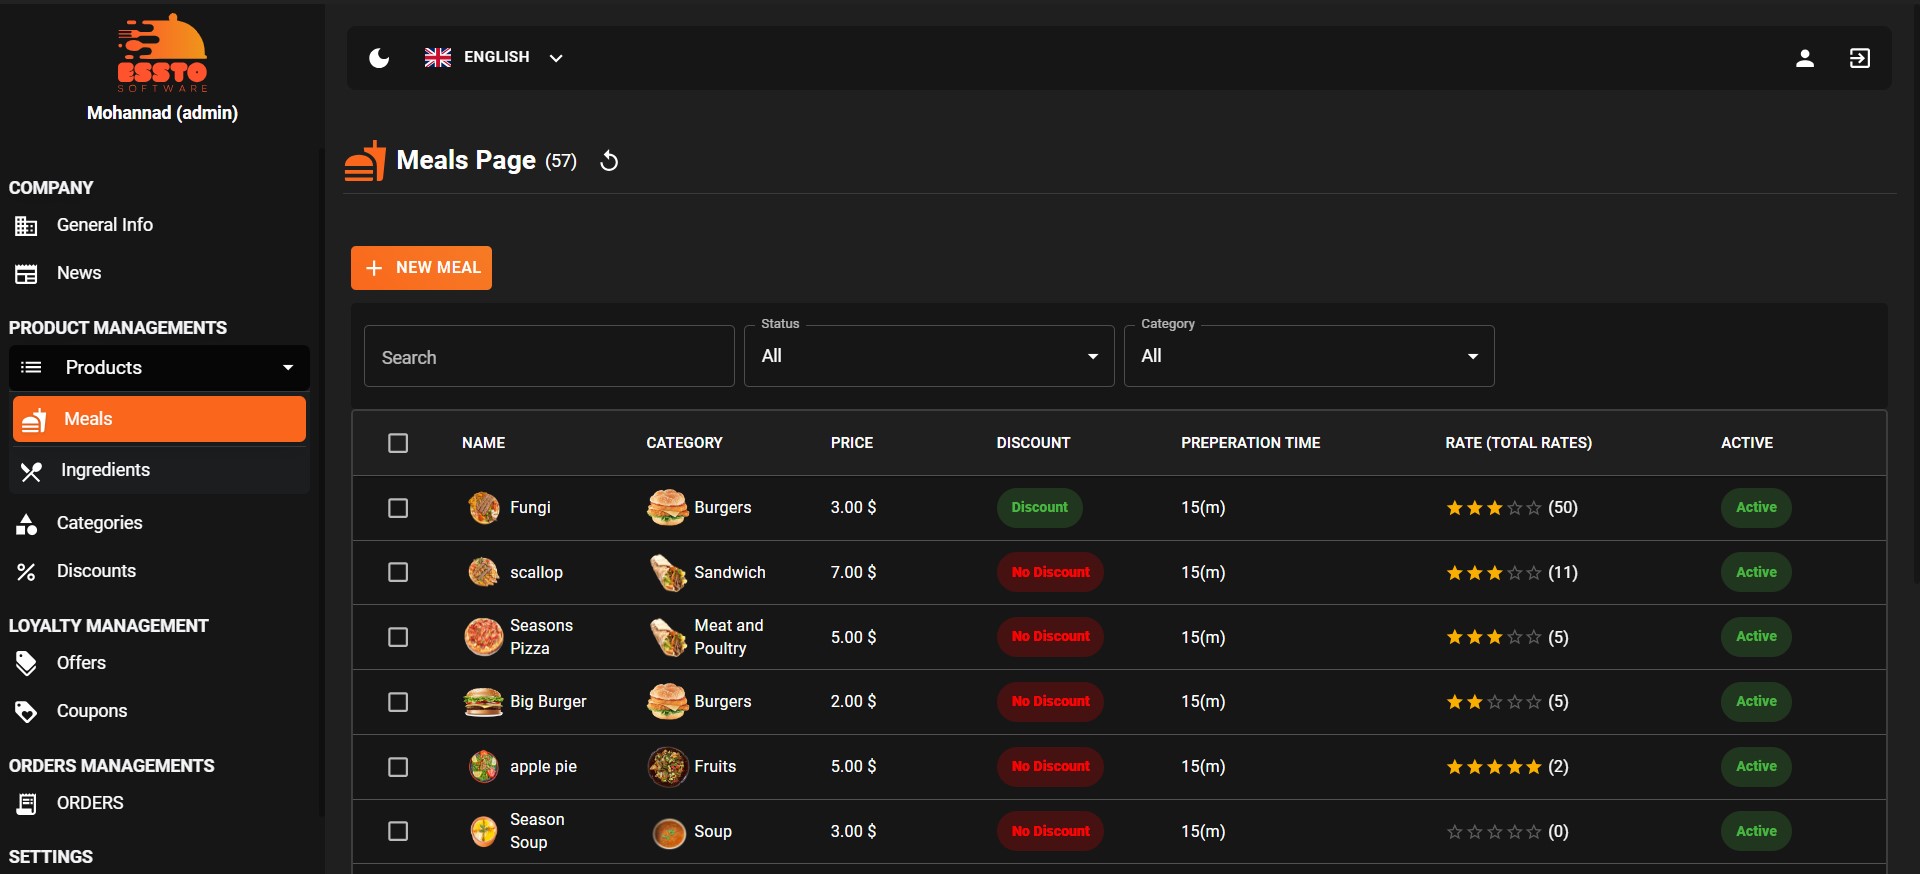 ESSTO
SOFTWARE
Mohannad (admin)
COMPANY
General Info
News
PRODUCT MANAGEMENTS
Products
Meals
Ingredients
Categories
Discounts
LOYALTY MANAGEMENT
Offers
Coupons
ORDERS MANAGEMENTS
ORDERS
SETTINGS
ENGLISH
Meals Page (57)
NEW MEAL
Search
Status
All
Category
All
NAME CATEGORY PRICE DISCOUNT PREPERATION TIME RATE (TOTAL RATES) ACTIVE
Fungi Burgers 3.00 $ Discount 15(m) (50) Active
scallop Sandwich 7.00 $ No Discount 15(m) (11) Active
Seasons Pizza Meat and Poultry 5.00 $ No Discount 15(m) (5) Active
Big Burger Burgers 2.00 $ No Discount 15(m) (5) Active
apple pie Fruits 5.00 $ No Discount 15(m) (2) Active
Season Soup Soup 3.00 $ No Discount 15(m) (0) Active